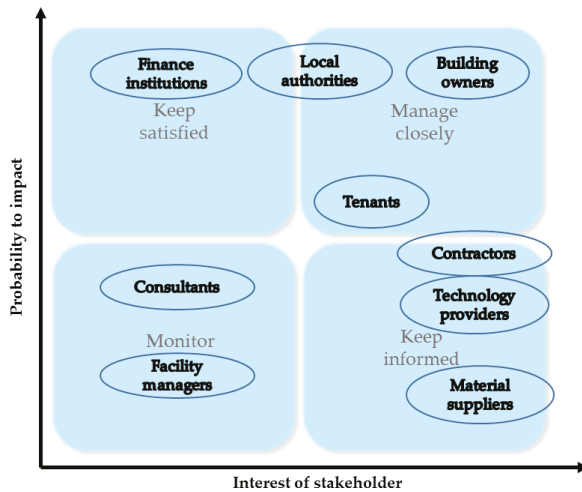 Probability to impact
Finance
institutions
Local
authorities
Building
owners
Keep
satisfied
Manage
closely
Tenants
Contractors
Consultants
Technology
providers
Monitor
Keep
informed
Facility
managers
Material
suppliers
Interest of stakeholder